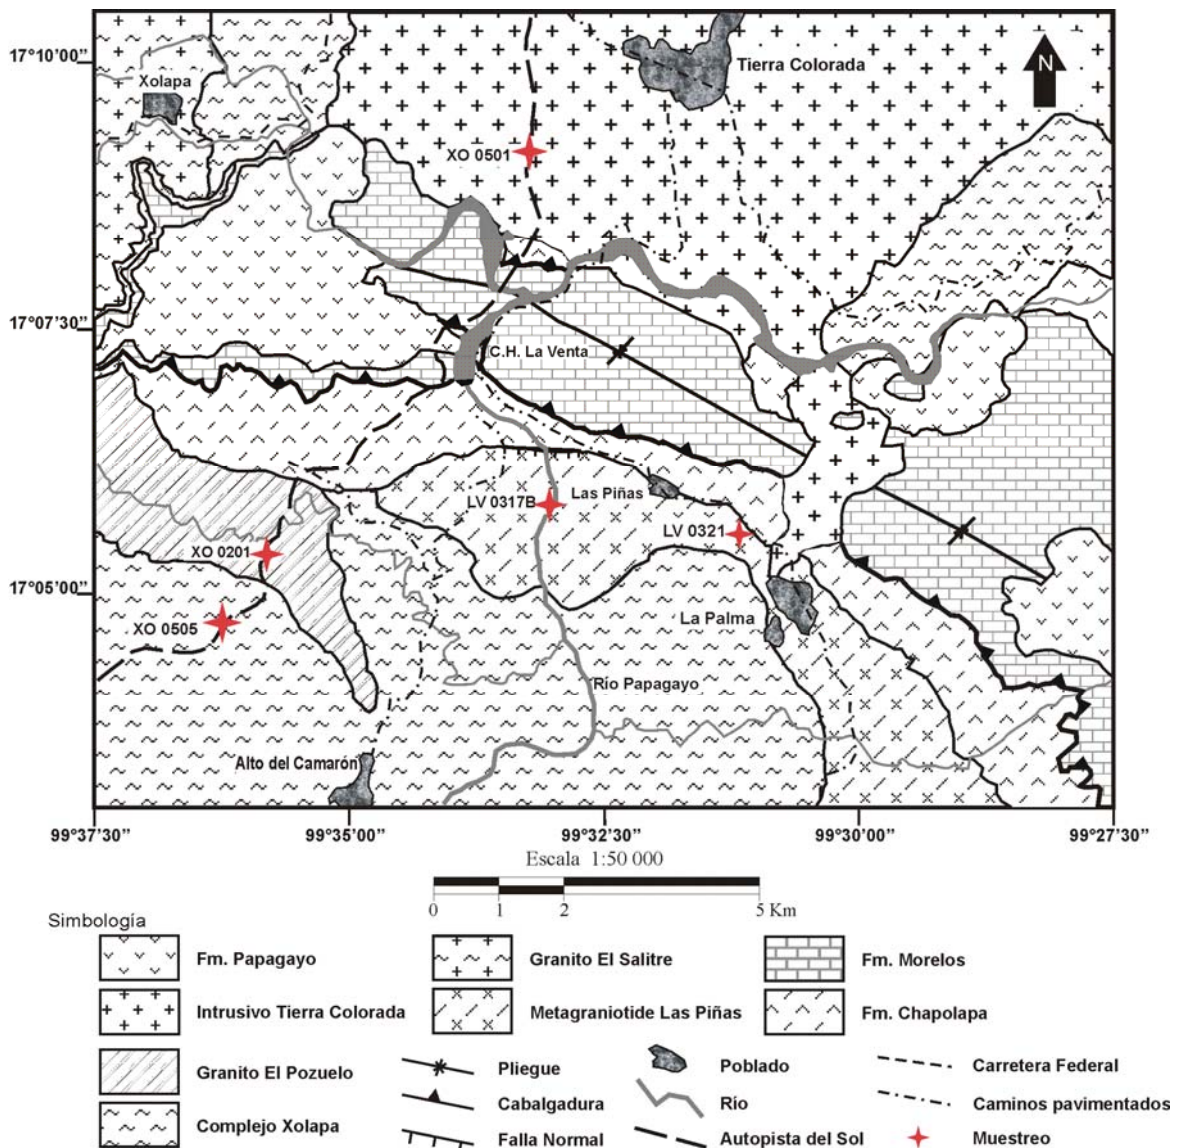 17°10'00"
Xolapa
Tierra Colorada
N
XO 0501
17°07'30"
C.H. La Venta
LV 0317B
Las Piñas
LV 0321
XO 0201
17°05'00"
XO 0505
La Palma
Río Papagayo
Alto del Camarón
99°37'30" 99°35'00" 99°32'30" 99°30'00" 99°27'30"
Escala 1:50 000
0 1 2 5 Km
Simbología
Fm. Papagayo Granito El Salitre Fm. Morelos
Intrusivo Tierra Colorada Metagraniotide Las Piñas Fm. Chapolapa
Granito El Pozuelo Pliegue Poblado Carretera Federal
Cabalgadura Río Caminos pavimentados
Complejo Xolapa
Falla Normal Autopista del Sol Muestreo